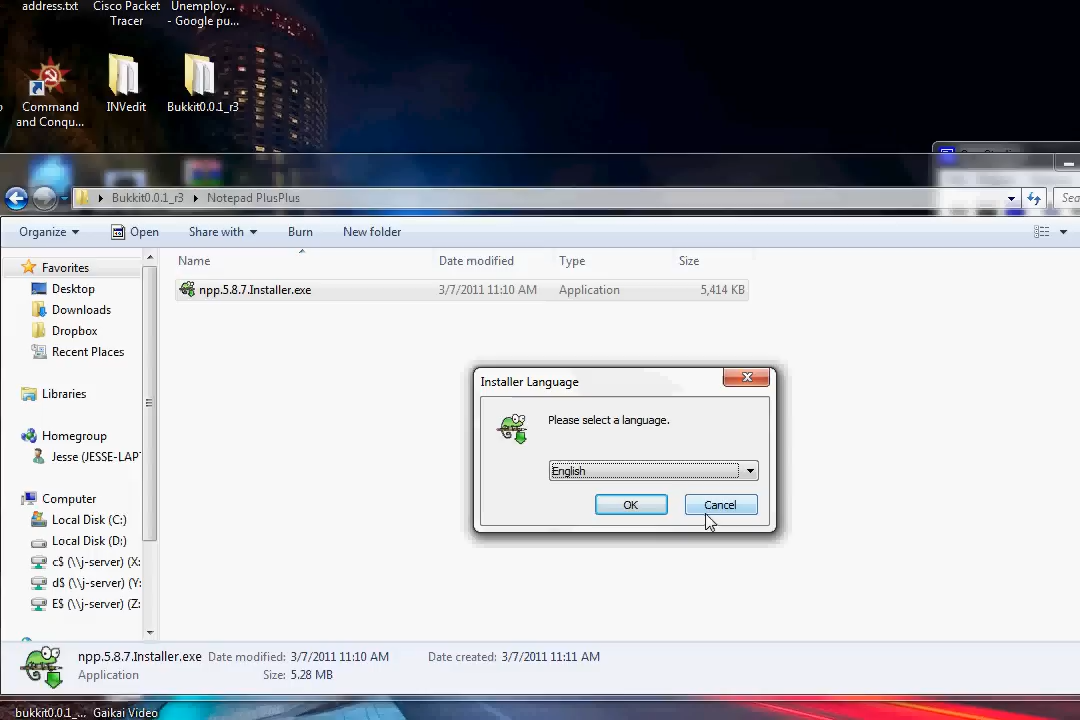 address.txt
Cisco Packet
Tracer
Unemploy...
- Google pu...
Command
and Conqu...
INVedit
Bukkit0.0.1_r3
Bukkit0.0.1_r3
Notepad PlusPlus
Sea
Organize
Open
Share with
Burn
New folder
Name
Date modified
Type
Size
npp.5.8.7.Installer.exe
3/7/2011 11:10 AM
Application
5,414 KB
Favorites
Desktop
Downloads
Dropbox
Recent Places
Libraries
Homegroup
Jesse (JESSE-LAPT
Computer
Local Disk (C:)
Local Disk (D:)
c$ (\\j-server) (X:
d$ (\\j-server) (Y:
E$ (\\j-server) (Z:
Installer Language
Please select a language.
English
OK
Cancel
npp.5.8.7.Installer.exe
Date modified: 3/7/2011 11:10 AM
Date created: 3/7/2011 11:11 AM
Application
Size: 5.28 MB
bukkit0.0.1_...
Gaikai Video